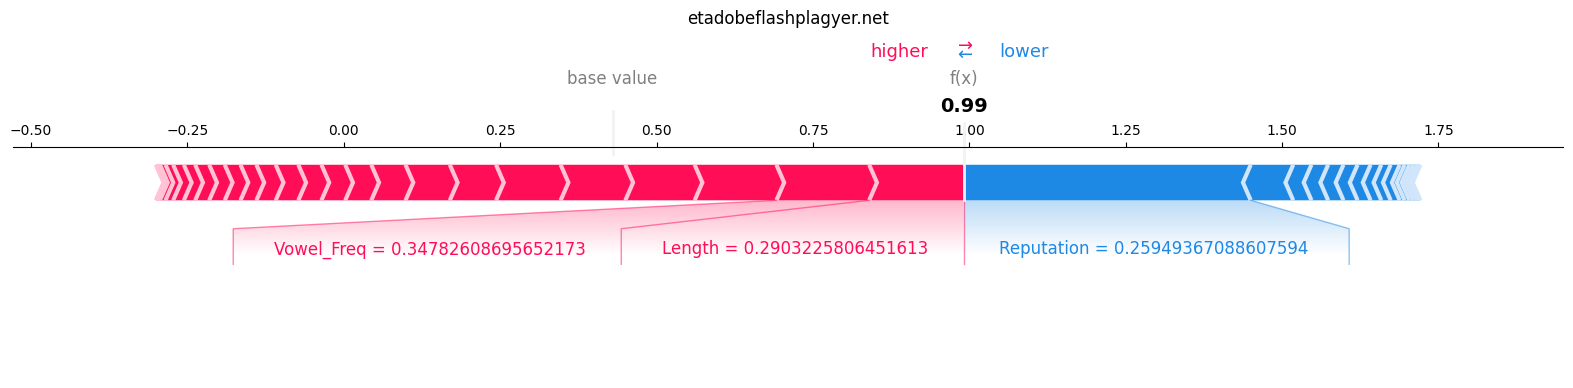 etadobeflashplagyer.net
higher ⇄ lower
base value f(x)
0.99
−0.50 −0.25 0.00 0.25 0.50 0.75 1.00 1.25 1.50 1.75
Vowel_Freq = 0.34782608695652173 Length = 0.2903225806451613 Reputation = 0.25949367088607594